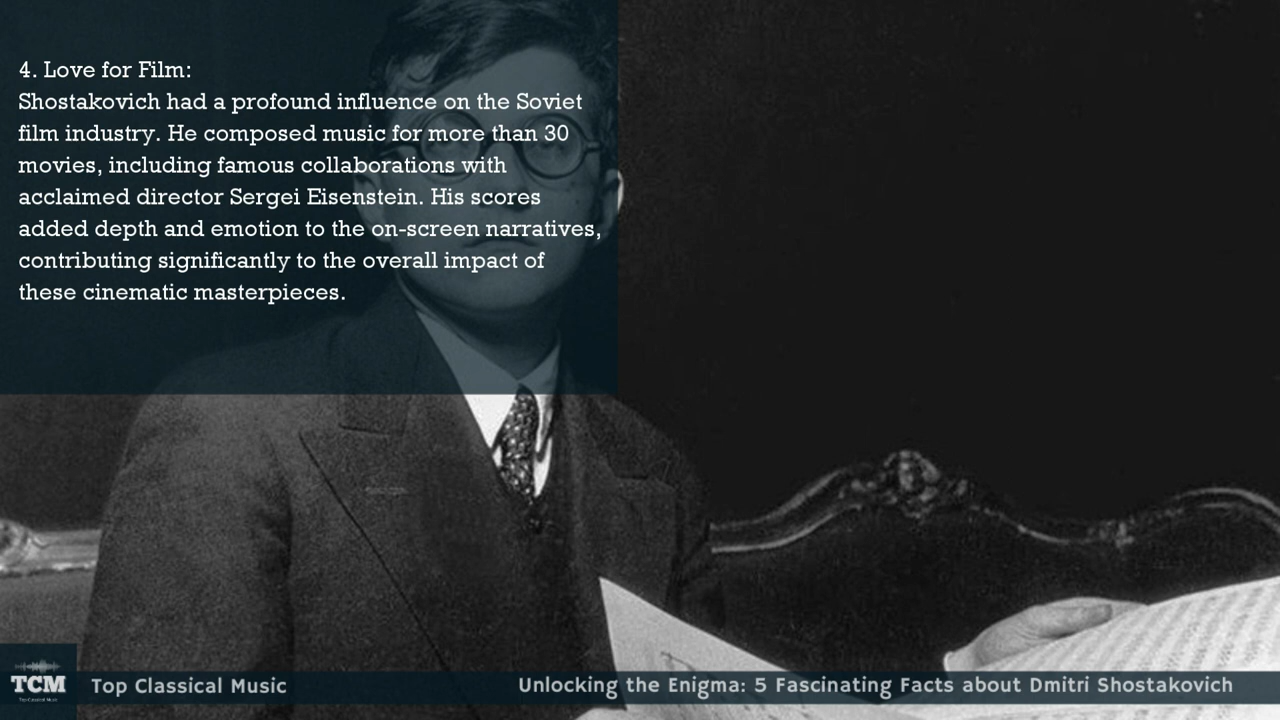 4. Love for Film:
Shostakovich had a profound influence on the Soviet
film industry. He composed music for more than 30
movies, including famous collaborations with
acclaimed director Sergei Eisenstein. His scores
added depth and emotion to the on-screen narratives,
contributing significantly to the overall impact of
these cinematic masterpieces.
TCM
Top Classical Music
Top Classical Music
Unlocking the Enigma: 5 Fascinating Facts about Dmitri Shostakovich